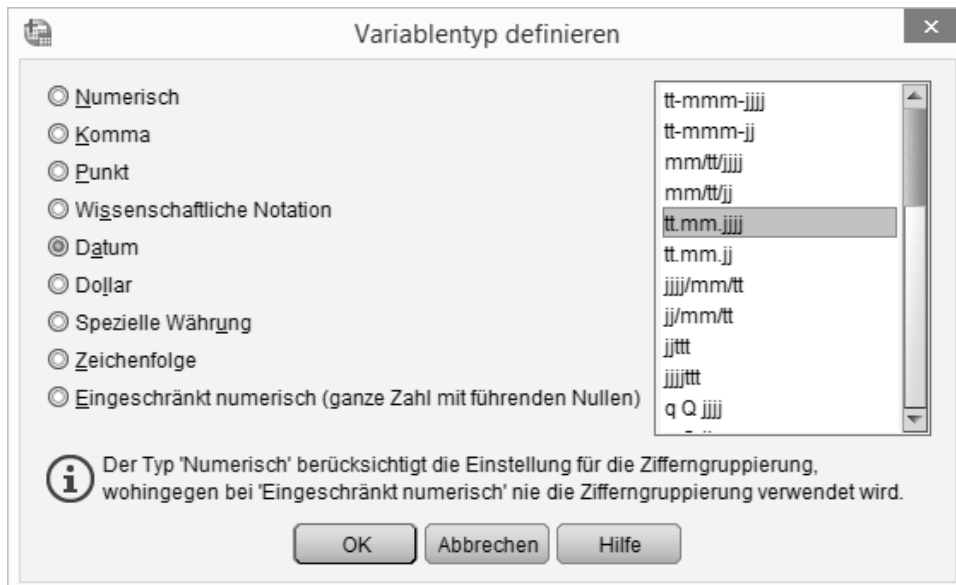 Variablentyp definieren
Numerisch
Komma
Punkt
Wissenschaftliche Notation
Datum
Dollar
Spezielle Währung
Zeichenfolge
Eingeschränkt numerisch (ganze Zahl mit führenden Nullen)
tt-mmm-jjjj
tt-mmm-jj
mm/tt/jjjj
mm/tt/jj
tt.mm.jjjj
tt.mm.jj
jjjj/mm/tt
jj/mm/tt
jjttt
jjjjttt
q Q jjjj
Der Typ 'Numerisch' berücksichtigt die Einstellung für die Zifferngruppierung,
wohingegen bei 'Eingeschränkt numerisch' nie die Zifferngruppierung verwendet wird.
OK Abbrechen Hilfe